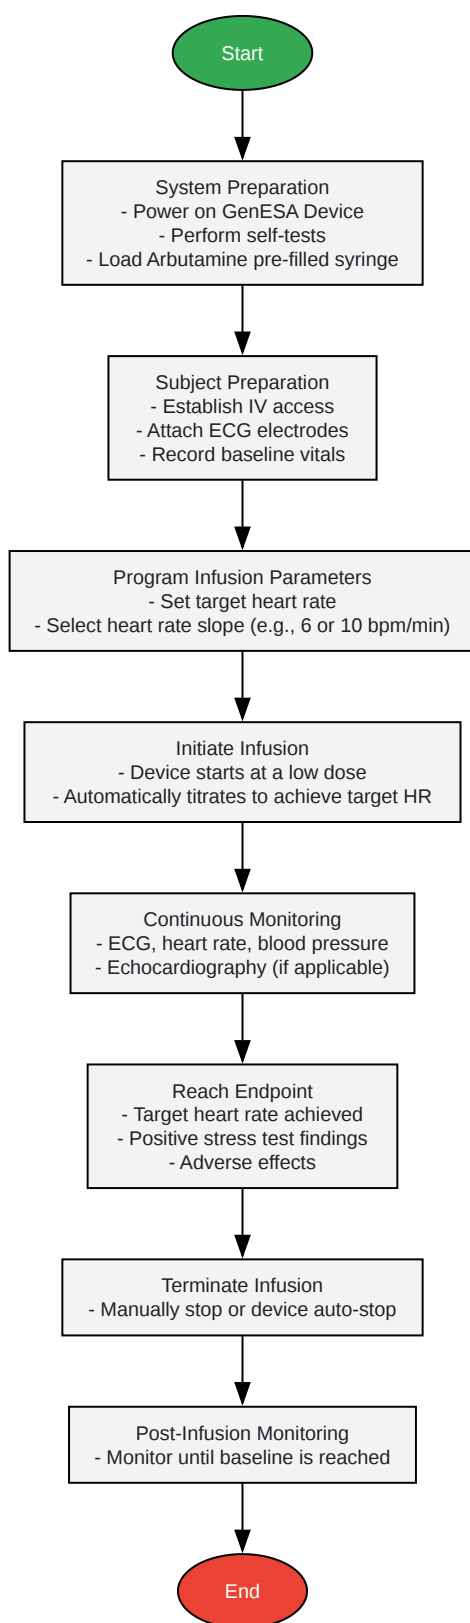 Start
System Preparation
- Power on GenESA Device
- Perform self-tests
- Load Arbutamine pre-filled syringe
Subject Preparation
- Establish IV access
- Attach ECG electrodes
- Record baseline vitals
Program Infusion Parameters
- Set target heart rate
- Select heart rate slope (e.g., 6 or 10 bpm/min)
Initiate Infusion
- Device starts at a low dose
- Automatically titrates to achieve target HR
Continuous Monitoring
- ECG, heart rate, blood pressure
- Echocardiography (if applicable)
Reach Endpoint
- Target heart rate achieved
- Positive stress test findings
- Adverse effects
Terminate Infusion
- Manually stop or device auto-stop
Post-Infusion Monitoring
- Monitor until baseline is reached
End